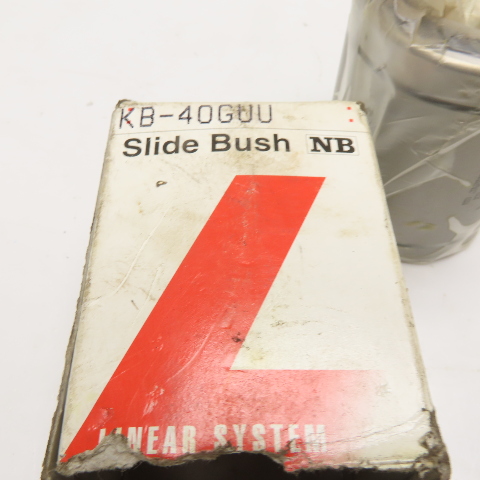 KB-40GUU
Slide Bush NB
LINEAR SYSTEM